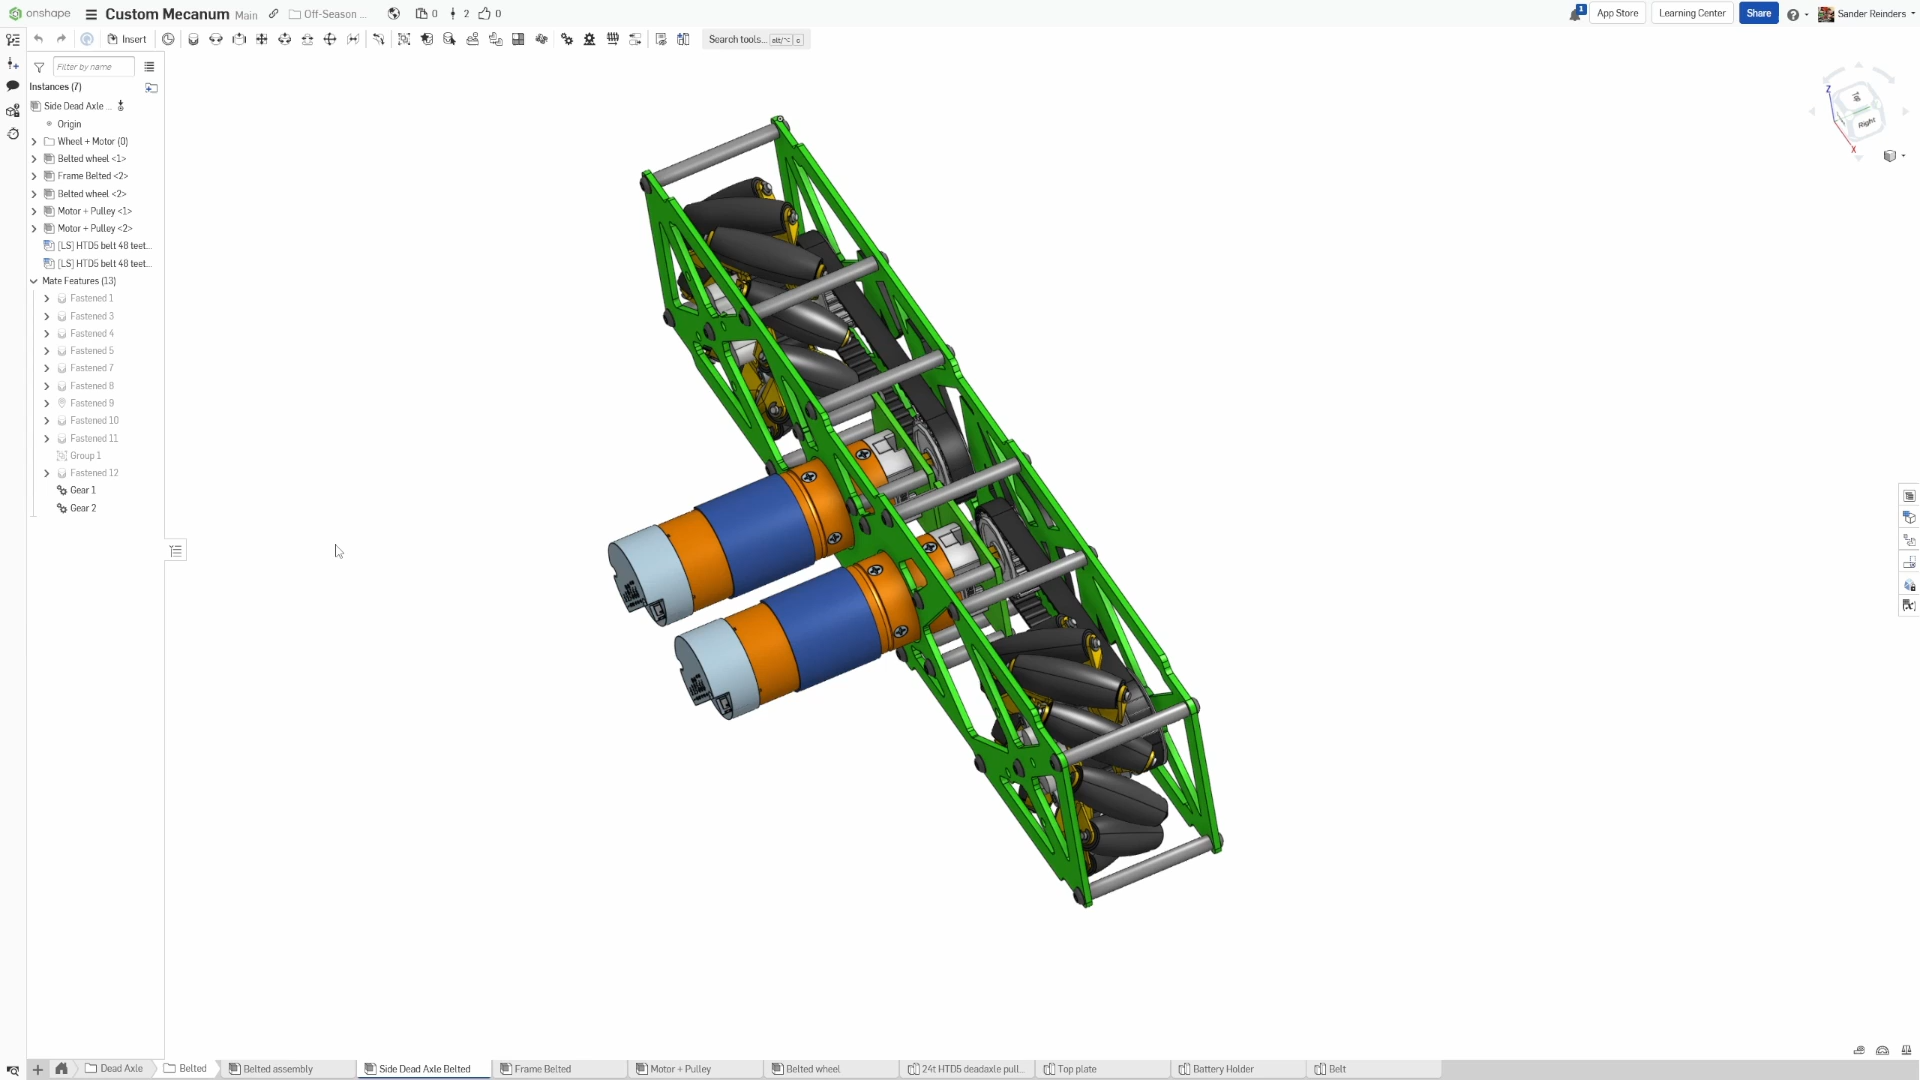 onshape Custom Mecanum Main Off-Season ... 0 2 0 1 App Store Learning Center Share Sander Reinders
Insert Search tools... alt/⌥ c
Filter by name
Instances (7)
Side Dead Axle ...
Origin
Wheel + Motor (0)
Belted wheel <1>
Frame Belted <2>
Belted wheel <2>
Motor + Pulley <1>
Motor + Pulley <2>
[LS] HTD5 belt 48 teet...
[LS] HTD5 belt 48 teet...
Mate Features (13)
Fastened 1
Fastened 3
Fastened 4
Fastened 5
Fastened 7
Fastened 8
Fastened 9
Fastened 10
Fastened 11
Group 1
Fastened 12
Gear 1
Gear 2
Z
Top
Right
X
Dead Axle Belted Belted assembly Side Dead Axle Belted Frame Belted Motor + Pulley Belted wheel 24t HTD5 deadaxle pull... Top plate Battery Holder Belt